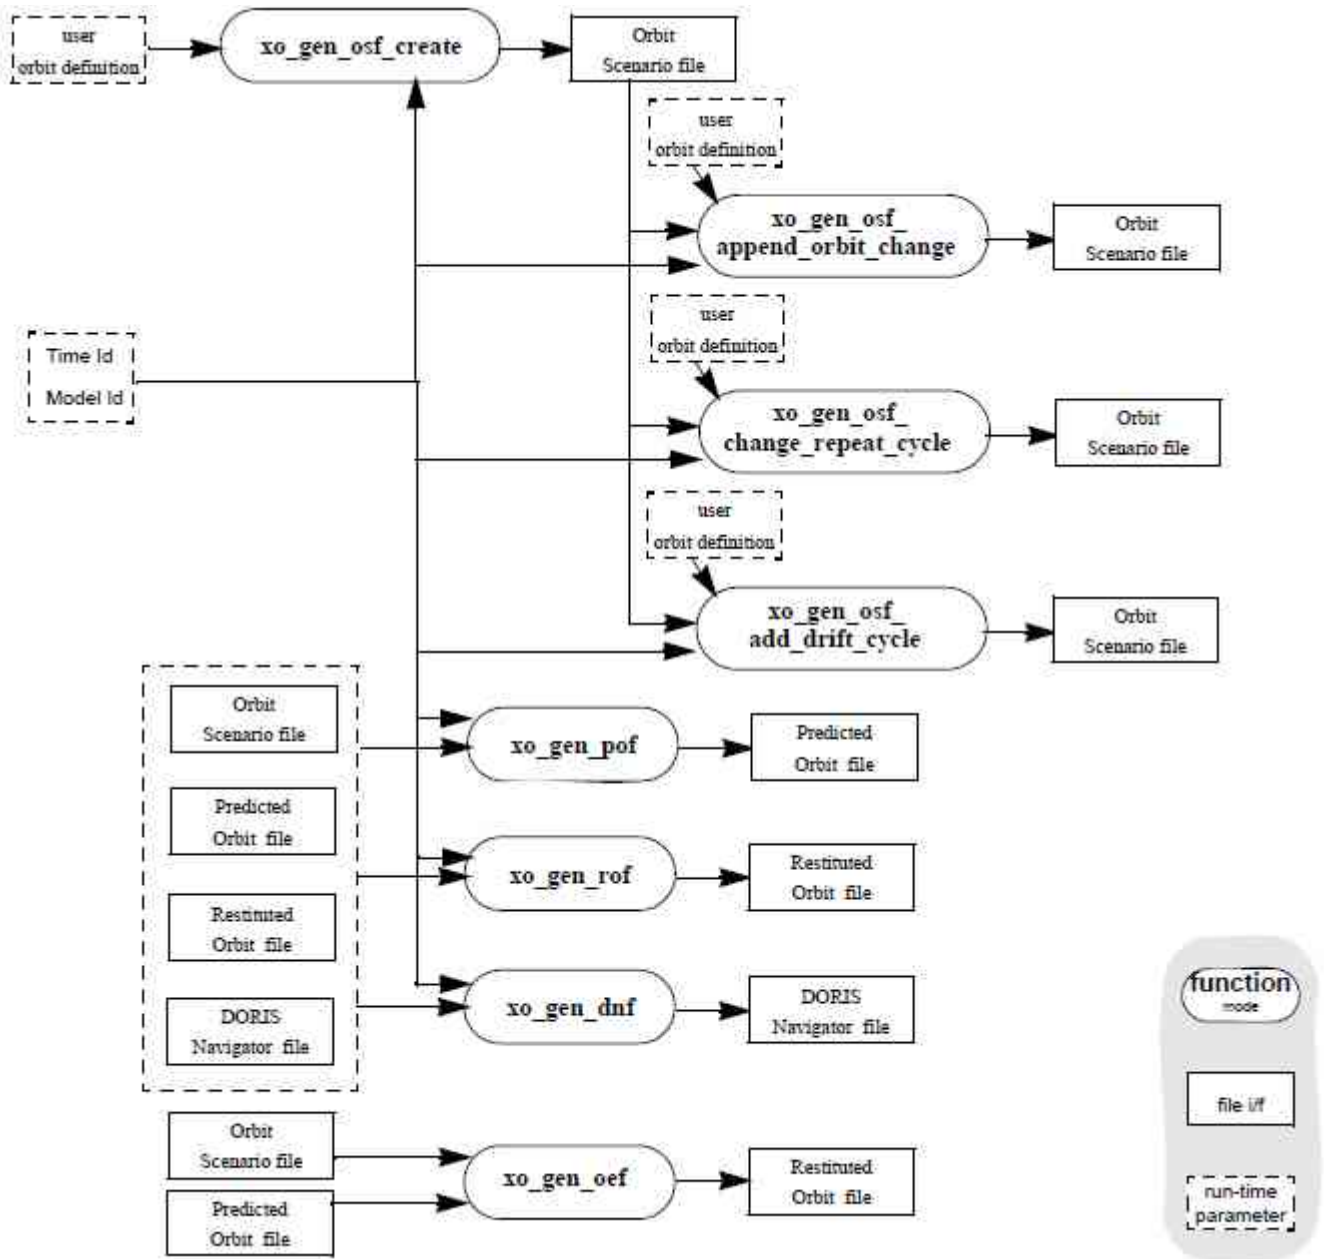 user
orbit definition
xo_gen_osf_create
Orbit
Scenario file
user
orbit definition
xo_gen_osf_
append_orbit_change
Orbit
Scenario file
Time Id
Model Id
user
orbit definition
xo_gen_osf_
change_repeat_cycle
Orbit
Scenario file
user
orbit definition
xo_gen_osf_
add_drift_cycle
Orbit
Scenario file
Orbit
Scenario file
xo_gen_pof
Predicted
Orbit file
Predicted
Orbit file
xo_gen_rof
Restituted
Orbit file
Restituted
Orbit file
DORIS
Navigator file
xo_gen_dnf
DORIS
Navigator file
Orbit
Scenario file
Predicted
Orbit file
xo_gen_oef
Restituted
Orbit file
function
mode
file i/f
run-time
parameter